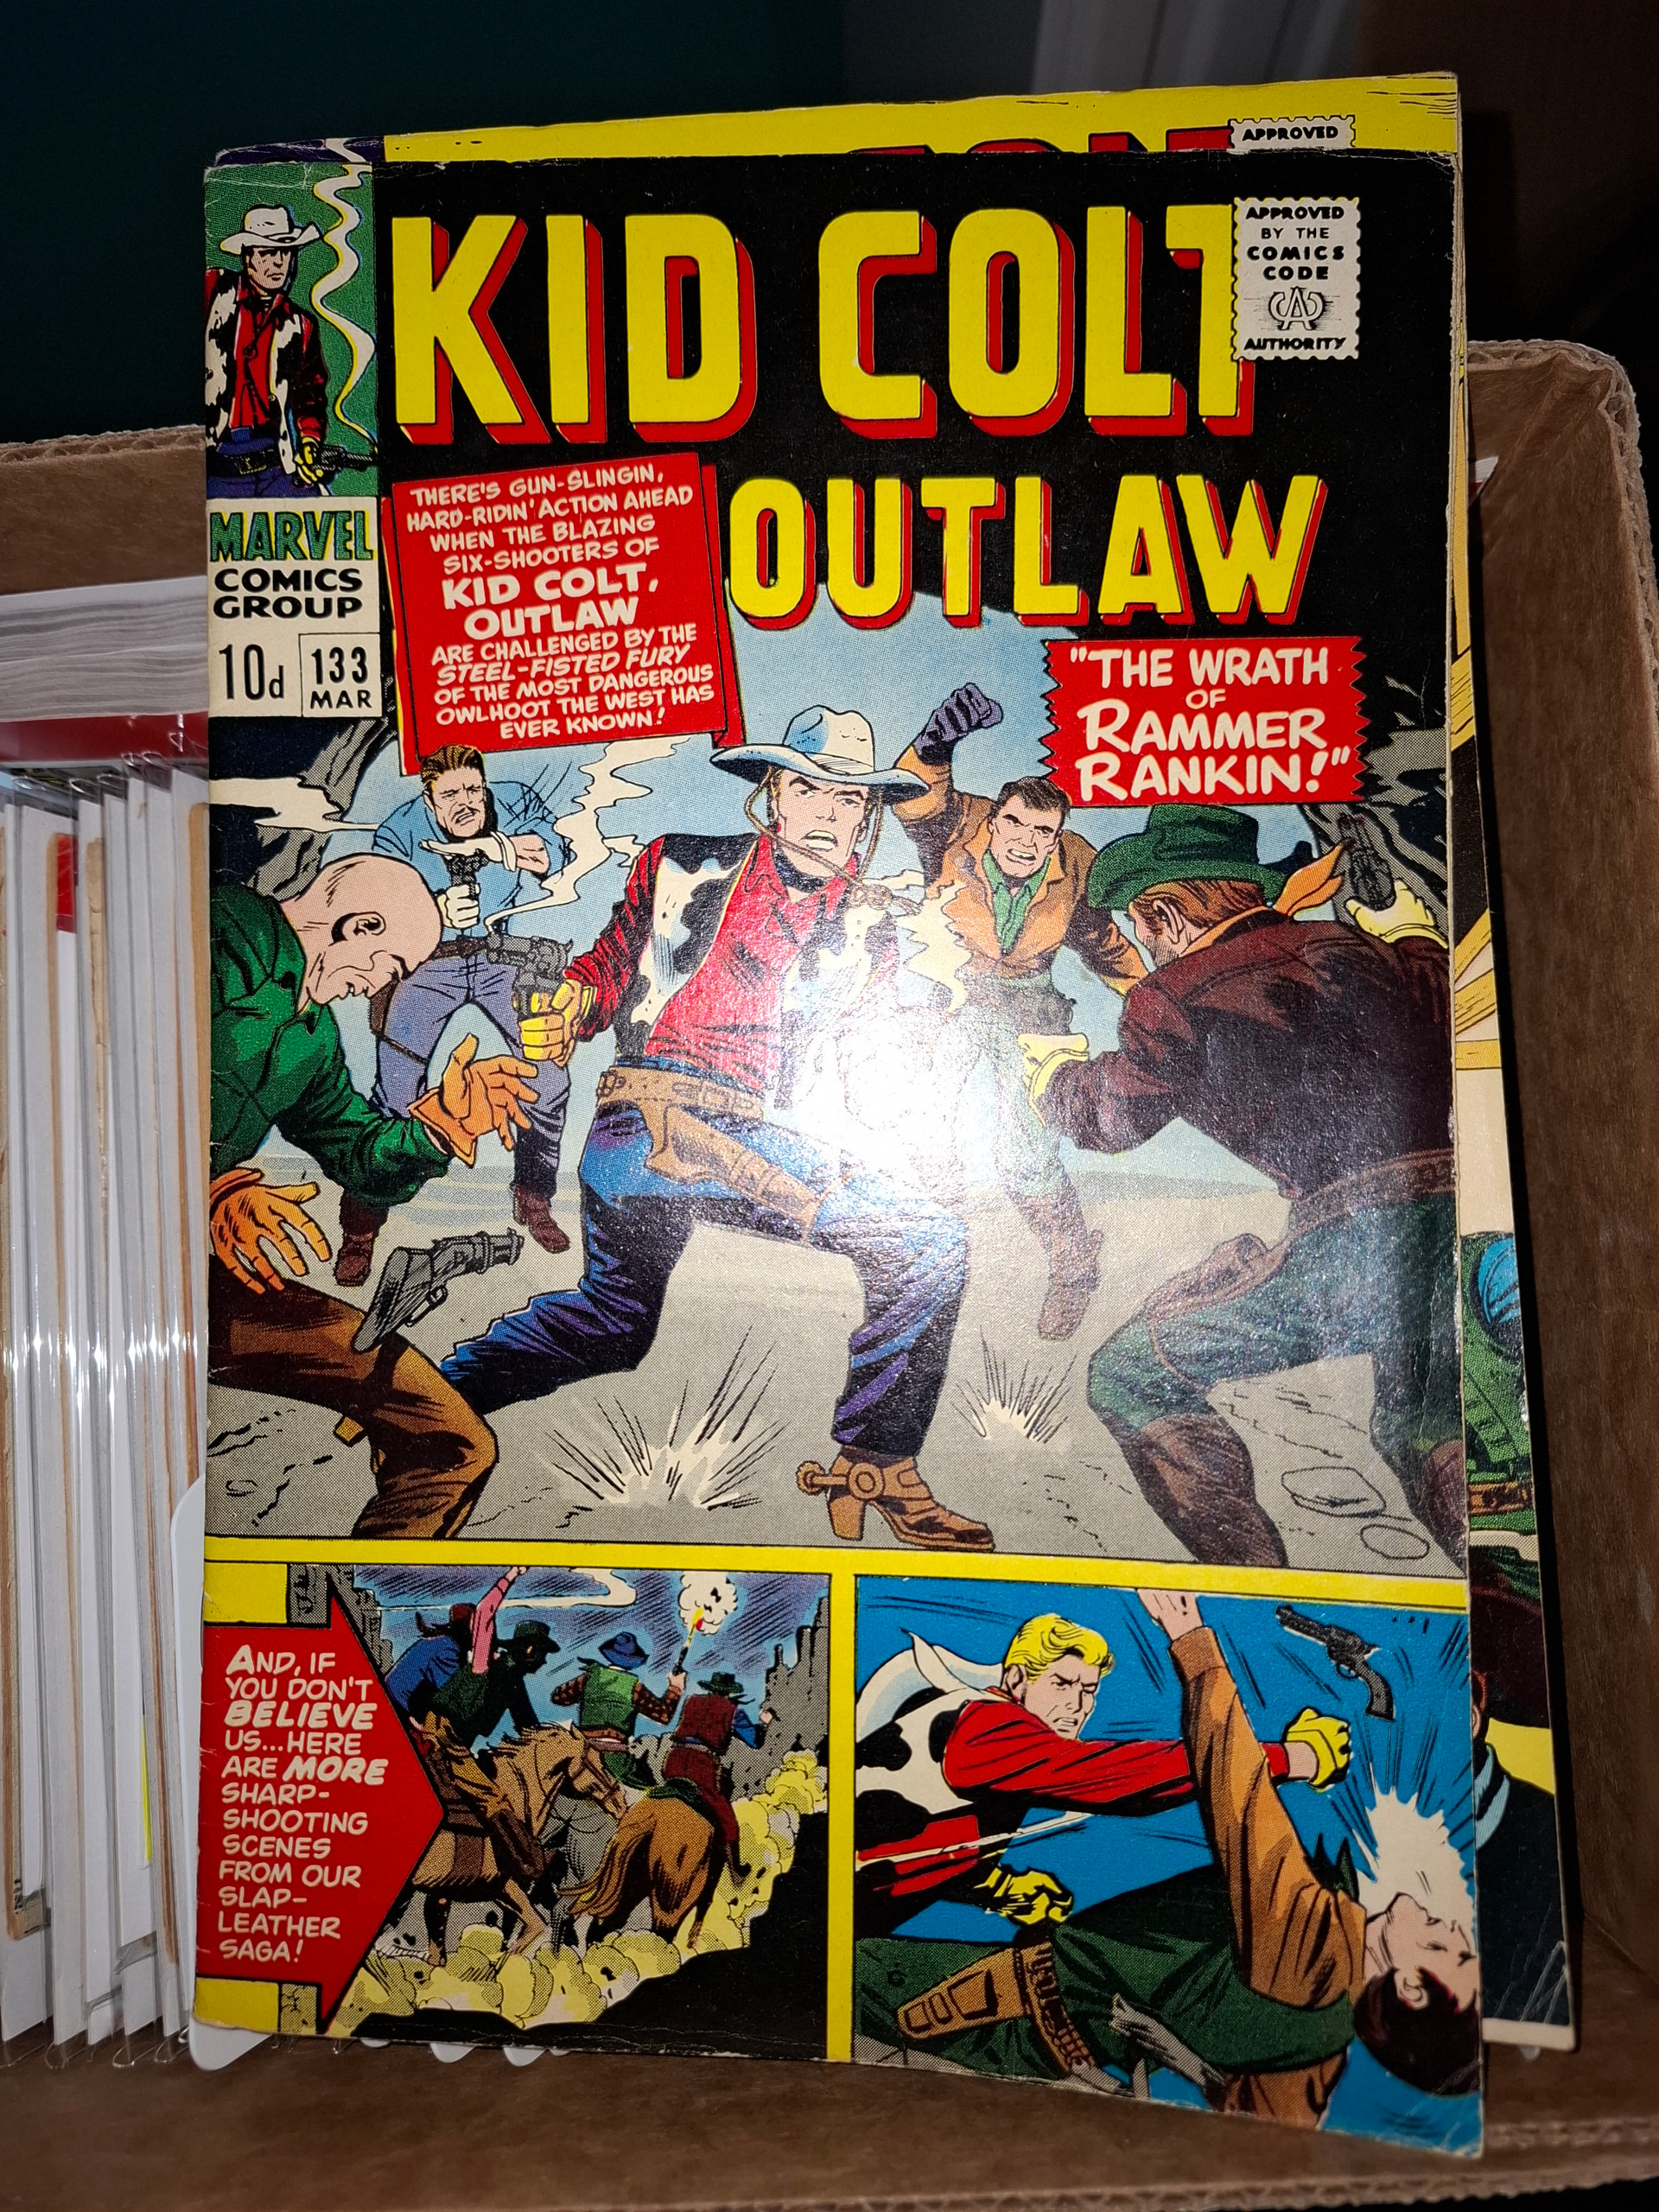 APPROVED
KID COLT
OUTLAW
APPROVED
BY THE
COMICS
CODE
CA
AUTHORITY
MARVEL
COMICS
GROUP
10d
133
MAR
THERE'S GUN-SLINGIN,
HARD-RIDIN' ACTION AHEAD
WHEN THE BLAZING
SIX-SHOOTERS OF
KID COLT,
OUTLAW
ARE CHALLENGED BY THE
STEEL-FISTED FURY
OF THE MOST DANGEROUS
OWLHOOT THE WEST HAS
EVER KNOWN!
"THE WRATH
OF
RAMMER
RANKIN!"
AND, IF
YOU DON'T
BELIEVE
US...HERE
ARE MORE
SHARP-
SHOOTING
SCENES
FROM OUR
SLAP-
LEATHER
SAGA!